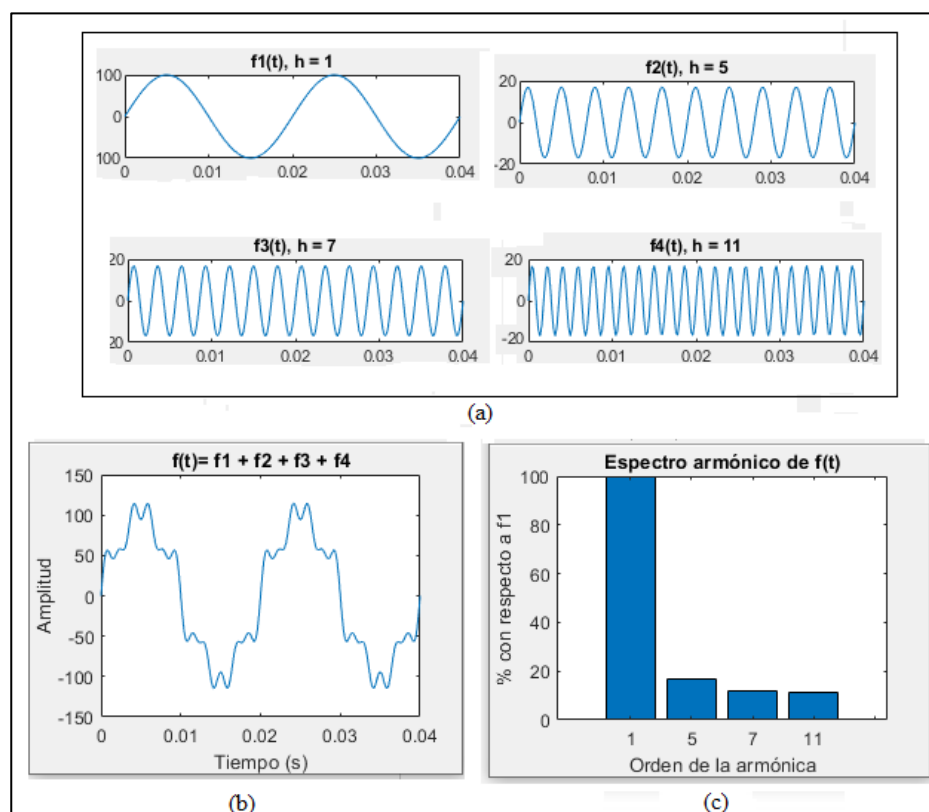 f1(t), h = 1
100
0
100
0 0.01 0.02 0.03 0.04
f2(t), h = 5
20
0
-20
0 0.01 0.02 0.03 0.04
f3(t), h = 7
20
0
20
0 0.01 0.02 0.03 0.04
f4(t), h = 11
20
0
-20
0 0.01 0.02 0.03 0.04
(a)
f(t)= f1 + f2 + f3 + f4
Amplitud
150
100
50
0
-50
-100
-150
0 0.01 0.02 0.03 0.04
Tiempo (s)
(b)
Espectro armónico de f(t)
% con respecto a f1
100
80
60
40
20
0
1 5 7 11
Orden de la armónica
(c)